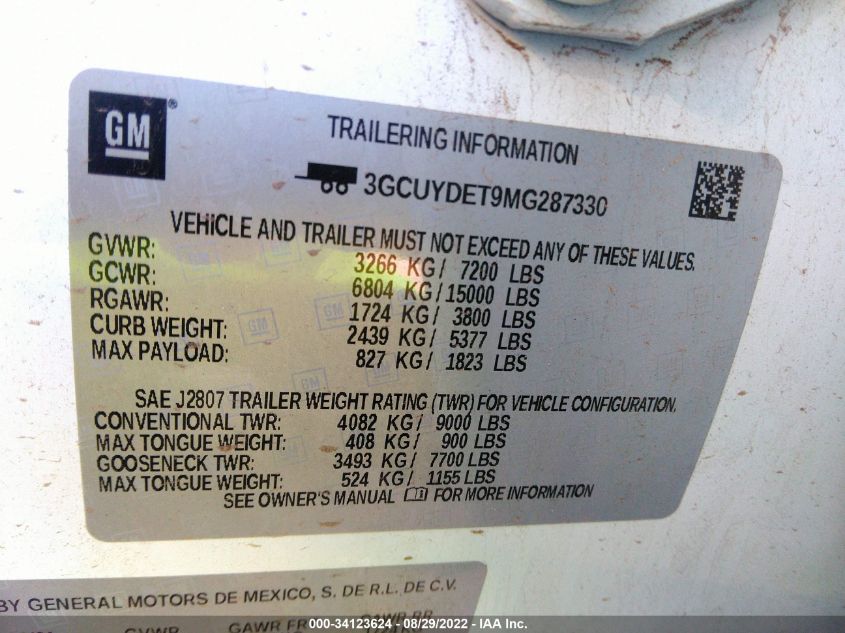 GM ®
TRAILERING INFORMATION
3GCUYDET9MG287330
VEHICLE AND TRAILER MUST NOT EXCEED ANY OF THESE VALUES.
GVWR: 3266 KG/ 7200 LBS
GCWR: 6804 KG/15000 LBS
RGAWR: 1724 KG/ 3800 LBS
CURB WEIGHT: 2439 KG/ 5377 LBS
MAX PAYLOAD: 827 KG/ 1823 LBS
SAE J2807 TRAILER WEIGHT RATING (TWR) FOR VEHICLE CONFIGURATION.
CONVENTIONAL TWR: 4082 KG/ 9000 LBS
MAX TONGUE WEIGHT: 408 KG/ 900 LBS
GOOSENECK TWR: 3493 KG/ 7700 LBS
MAX TONGUE WEIGHT: 524 KG/ 1155 LBS
SEE OWNER'S MANUAL FOR MORE INFORMATION
BY GENERAL MOTORS DE MEXICO, S. DE R.L. DE C.V.
GVWR GAWR FR GAWR RR
000-34123624 - 08/29/2022 - IAA Inc.